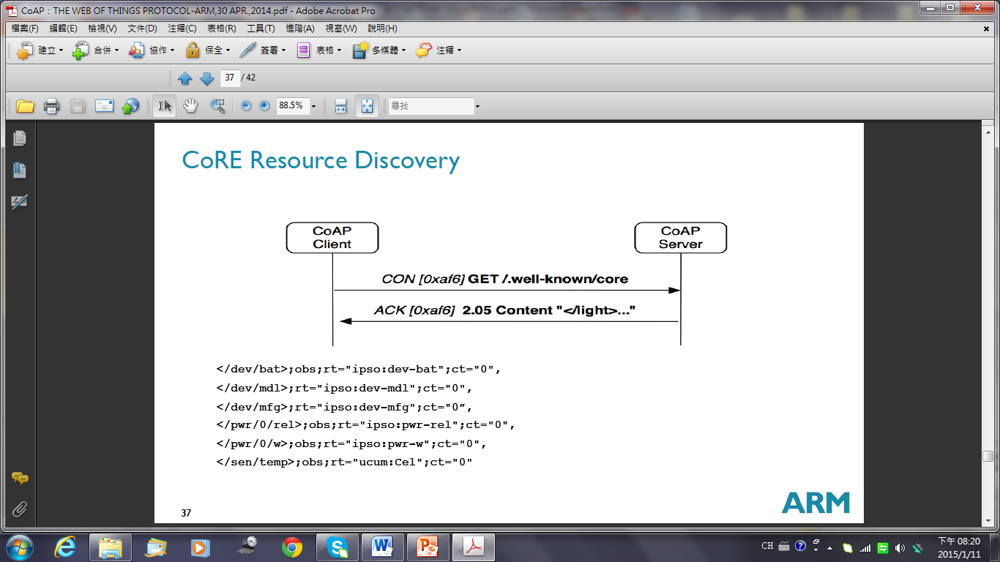 CoAP：THE WEB OF THINGS PROTOCOL-ARM,30 APR.,2014.pdf - Adobe Acrobat Pro
檔案(F) 編輯(E) 檢視(V) 文件(D) 注釋(C) 表格(R) 工具(T) 進階(A) 視窗(W) 說明(H)
建立 合併 協作 保全 簽署 表格 多媒體 注釋
37 / 42
88.5% 尋找
CoRE Resource Discovery
CoAP Client
CoAP Server
CON [0xaf6] GET /.well-known/core
ACK [0xaf6] 2.05 Content "</light>..."
</dev/bat>;obs;rt="ipso:dev-bat";ct="0",
</dev/mdl>;rt="ipso:dev-mdl";ct="0",
</dev/mfg>;rt="ipso:dev-mfg";ct="0”,
</pwr/0/rel>;obs;rt="ipso:pwr-rel";ct="0",
</pwr/0/w>;obs;rt="ipso:pwr-w";ct="0",
</sen/temp>;obs;rt="ucum:Cel";ct="0"
37
ARM
CH
下午 08:20
2015/1/11